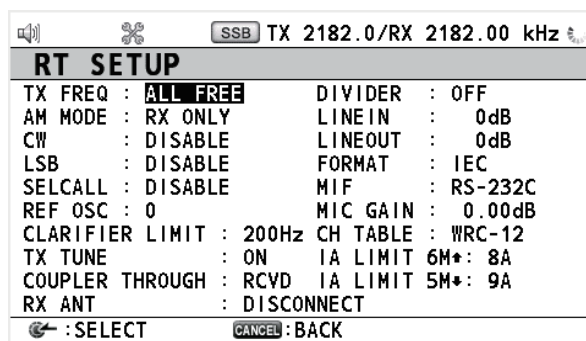 SSB TX 2182.0/RX 2182.00 kHz
RT SETUP
TX FREQ : ALL FREE DIVIDER : OFF
AM MODE : RX ONLY LINEIN : 0dB
CW : DISABLE LINEOUT : 0dB
LSB : DISABLE FORMAT : IEC
SELCALL : DISABLE MIF : RS-232C
REF OSC : 0 MIC GAIN : 0.00dB
CLARIFIER LIMIT : 200Hz CH TABLE : WRC-12
TX TUNE : ON IA LIMIT 6M↑: 8A
COUPLER THROUGH : RCVD IA LIMIT 5M↓: 9A
RX ANT : DISCONNECT
:SELECT CANCEL :BACK